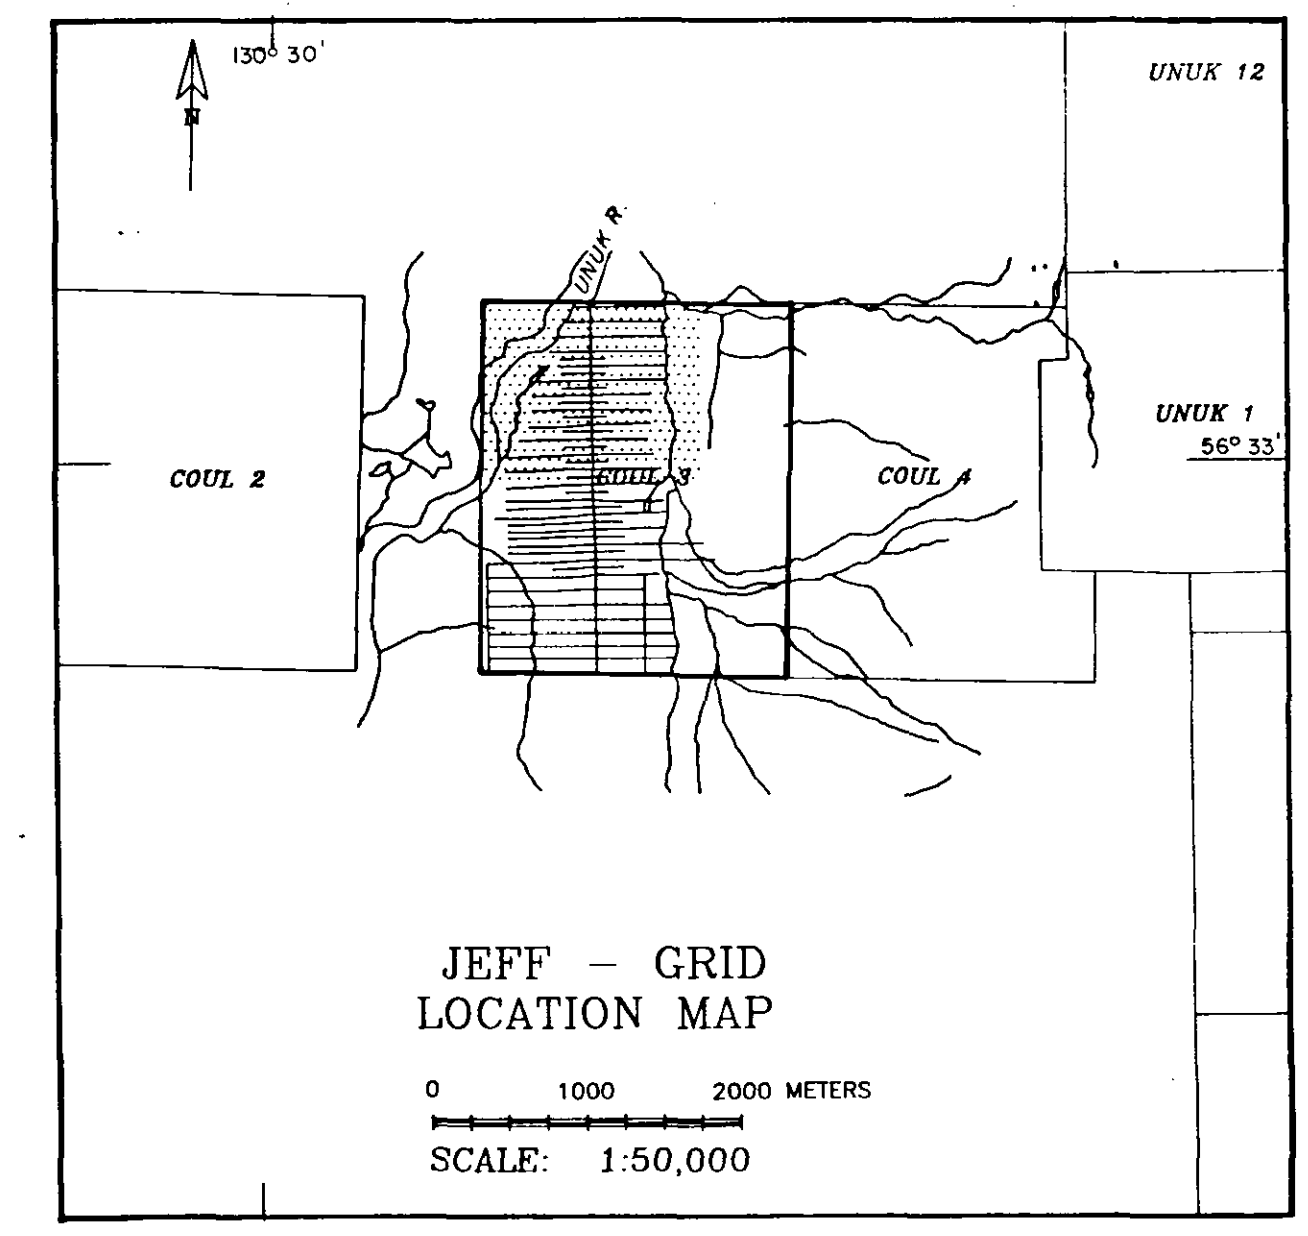 130° 30'
N
UNUK 12
UNUK R.
UNUK 1
56° 33'
COUL 2
COUL 3
COUL 4
JEFF – GRID
LOCATION MAP
0 1000 2000 METERS
SCALE: 1:50,000